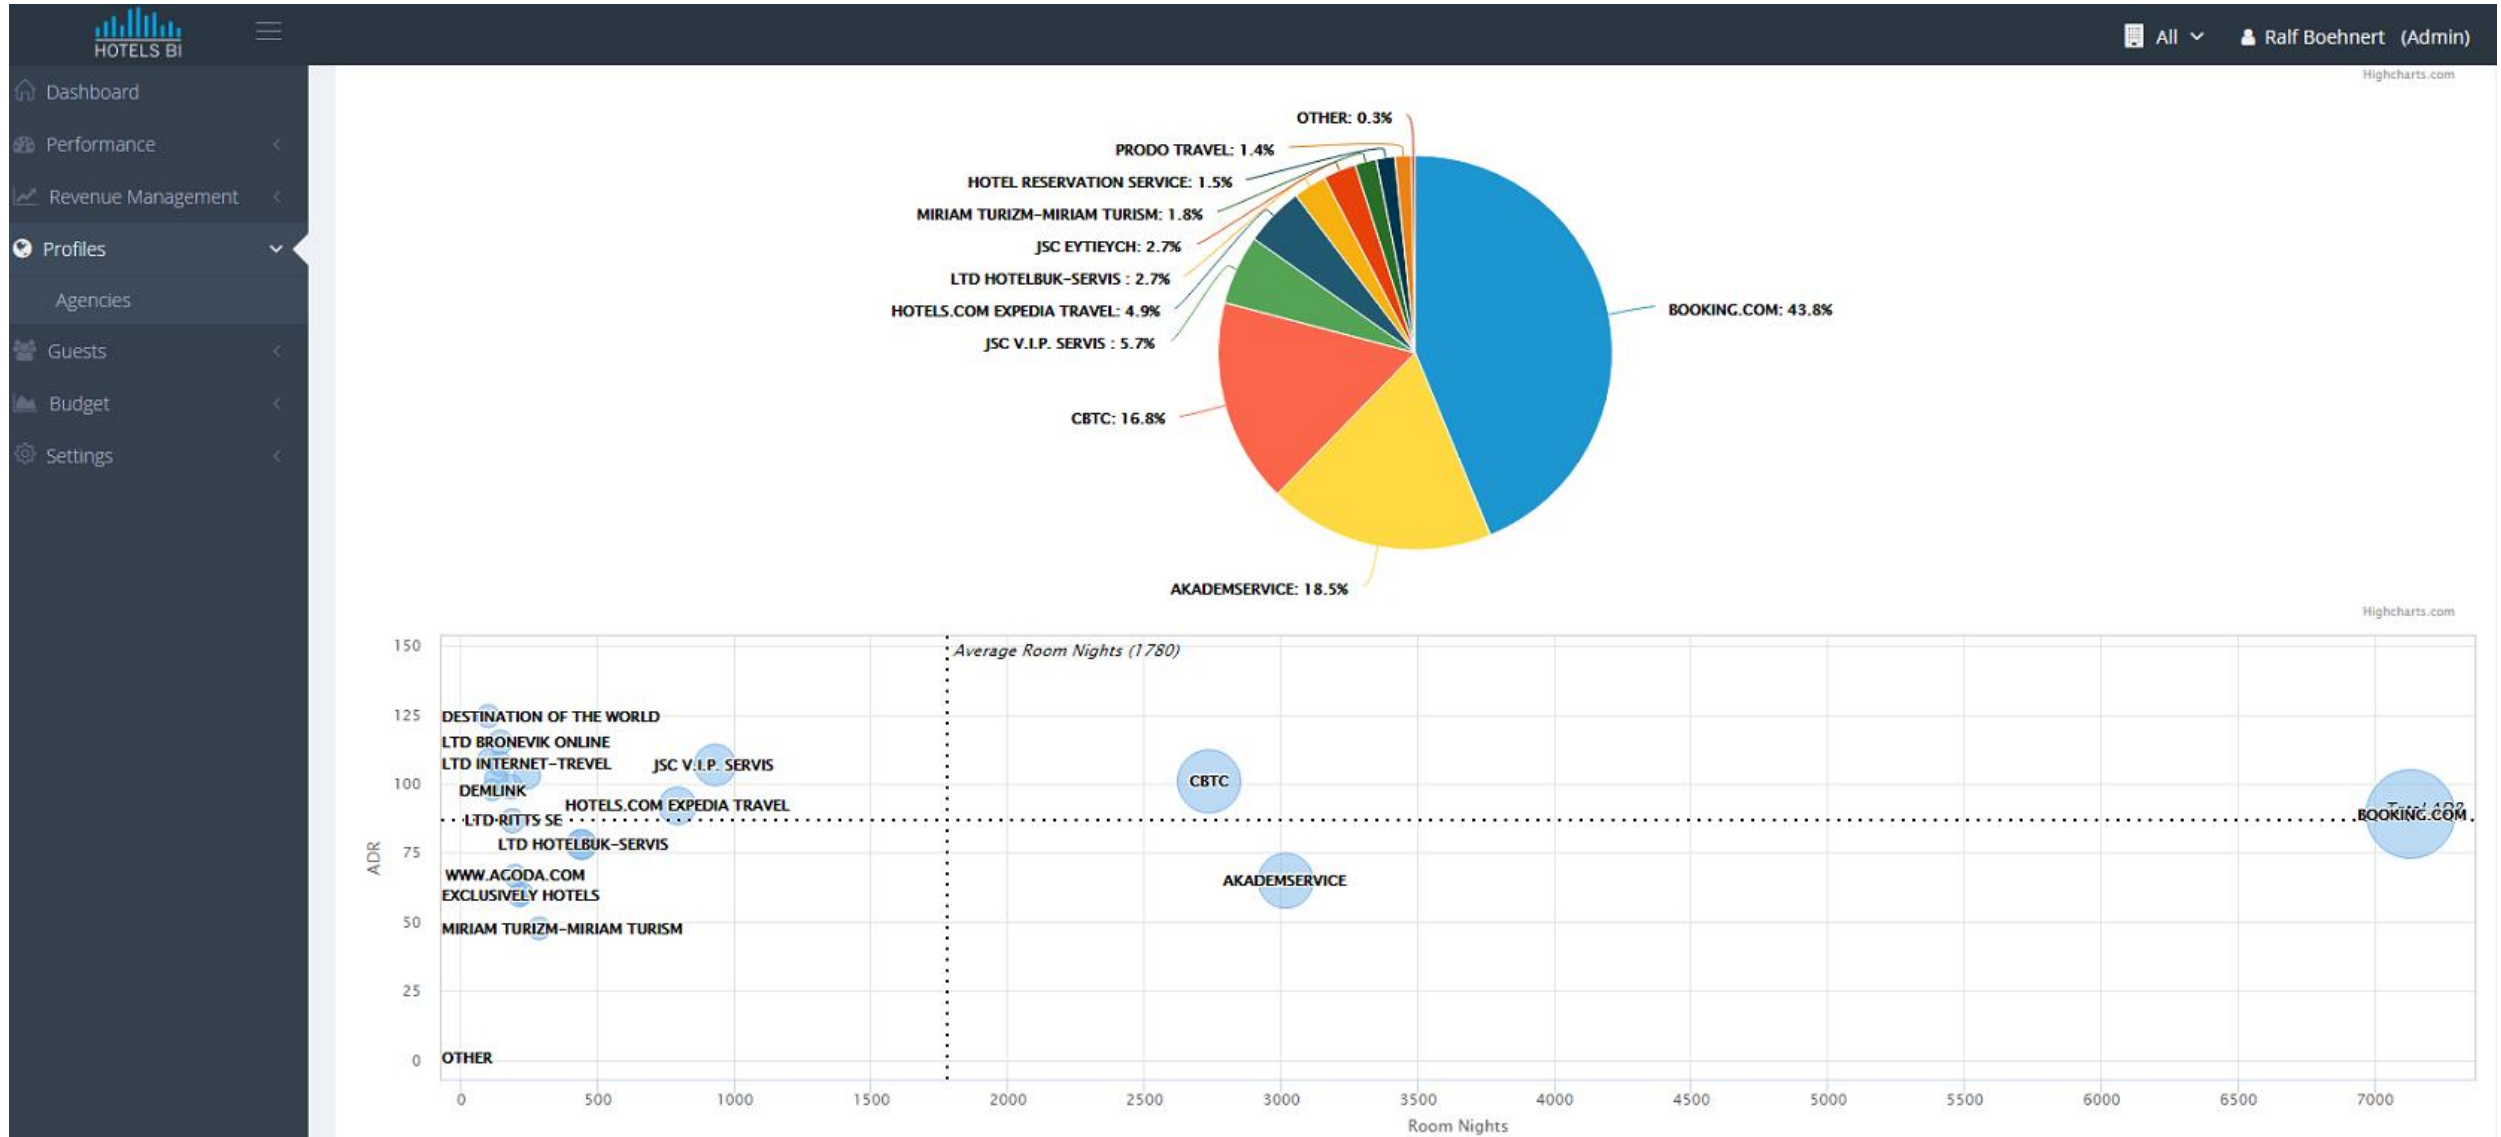 HOTELS BI
All
Ralf Boehnert (Admin)
Dashboard
Performance
Revenue Management
Profiles
Agencies
Guests
Budget
Settings
Highcharts.com
OTHER: 0.3%
PRODO TRAVEL: 1.4%
HOTEL RESERVATION SERVICE: 1.5%
MIRIAM TURIZM-MIRIAM TURISM: 1.8%
JSC EYTIEYCH: 2.7%
LTD HOTELBUK-SERVIS : 2.7%
HOTELS.COM EXPEDIA TRAVEL: 4.9%
BOOKING.COM: 43.8%
JSC V.I.P. SERVIS : 5.7%
CBTC: 16.8%
AKADEMSERVICE: 18.5%
Highcharts.com
150
125
100
75
50
25
0
ADR
Average Room Nights (1780)
DESTINATION OF THE WORLD
LTD BRONEVIK ONLINE
LTD INTERNET-TREVEL
JSC V.I.P. SERVIS
CBTC
DEMLINK
HOTELS.COM EXPEDIA TRAVEL
BOOKING.COM
LTD RITTS SE
LTD HOTELBUK-SERVIS
WWW.AGODA.COM
AKADEMSERVICE
EXCLUSIVELY HOTELS
MIRIAM TURIZM-MIRIAM TURISM
OTHER
0 500 1000 1500 2000 2500 3000 3500 4000 4500 5000 5500 6000 6500 7000
Room Nights